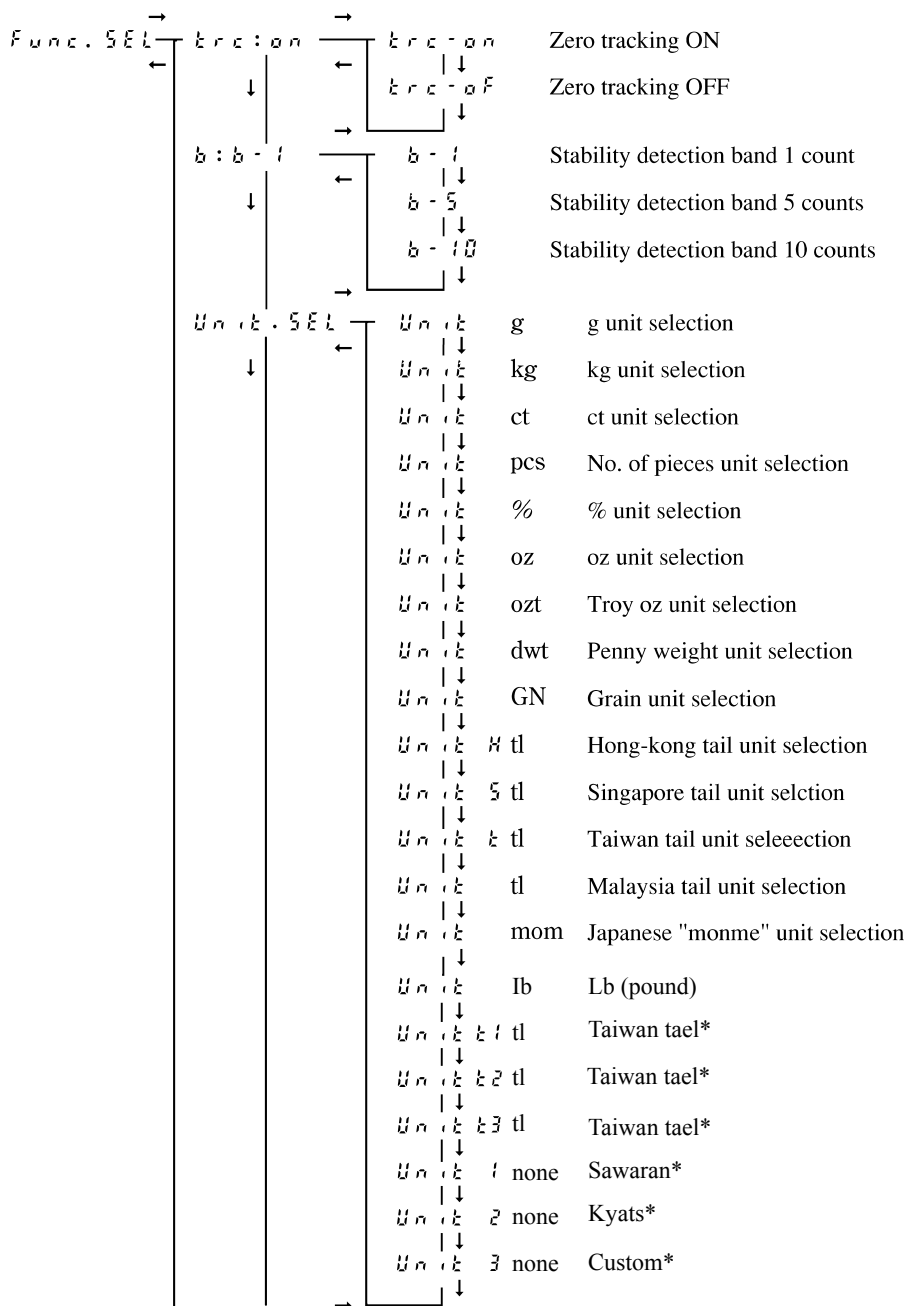 Func.SEL trc:on trc-on Zero tracking ON
trc-oF Zero tracking OFF
b:b-1 b-1 Stability detection band 1 count
b-5 Stability detection band 5 counts
b-10 Stability detection band 10 counts
Unit.SEL Unit g g unit selection
Unit kg kg unit selection
Unit ct ct unit selection
Unit pcs No. of pieces unit selection
Unit % % unit selection
Unit oz oz unit selection
Unit ozt Troy oz unit selection
Unit dwt Penny weight unit selection
Unit GN Grain unit selection
Unit H tl Hong-kong tail unit selection
Unit S tl Singapore tail unit selction
Unit t tl Taiwan tail unit seleeection
Unit tl Malaysia tail unit selection
Unit mom Japanese "monme" unit selection
Unit Ib Lb (pound)
Unit t1 tl Taiwan tael*
Unit t2 tl Taiwan tael*
Unit t3 tl Taiwan tael*
Unit 1 none Sawaran*
Unit 2 none Kyats*
Unit 3 none Custom*